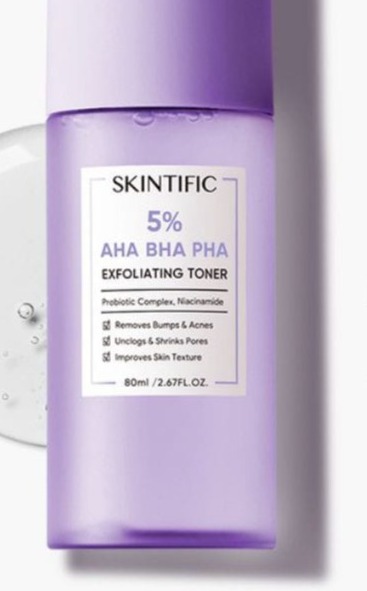 SKINTIFIC
5%
AHA BHA PHA
EXFOLIATING TONER
Probiotic Complex, Niacinamide
Removes Bumps & Acnes
Unclogs & Shrinks Pores
Improves Skin Texture
80ml /2.67FL.OZ.